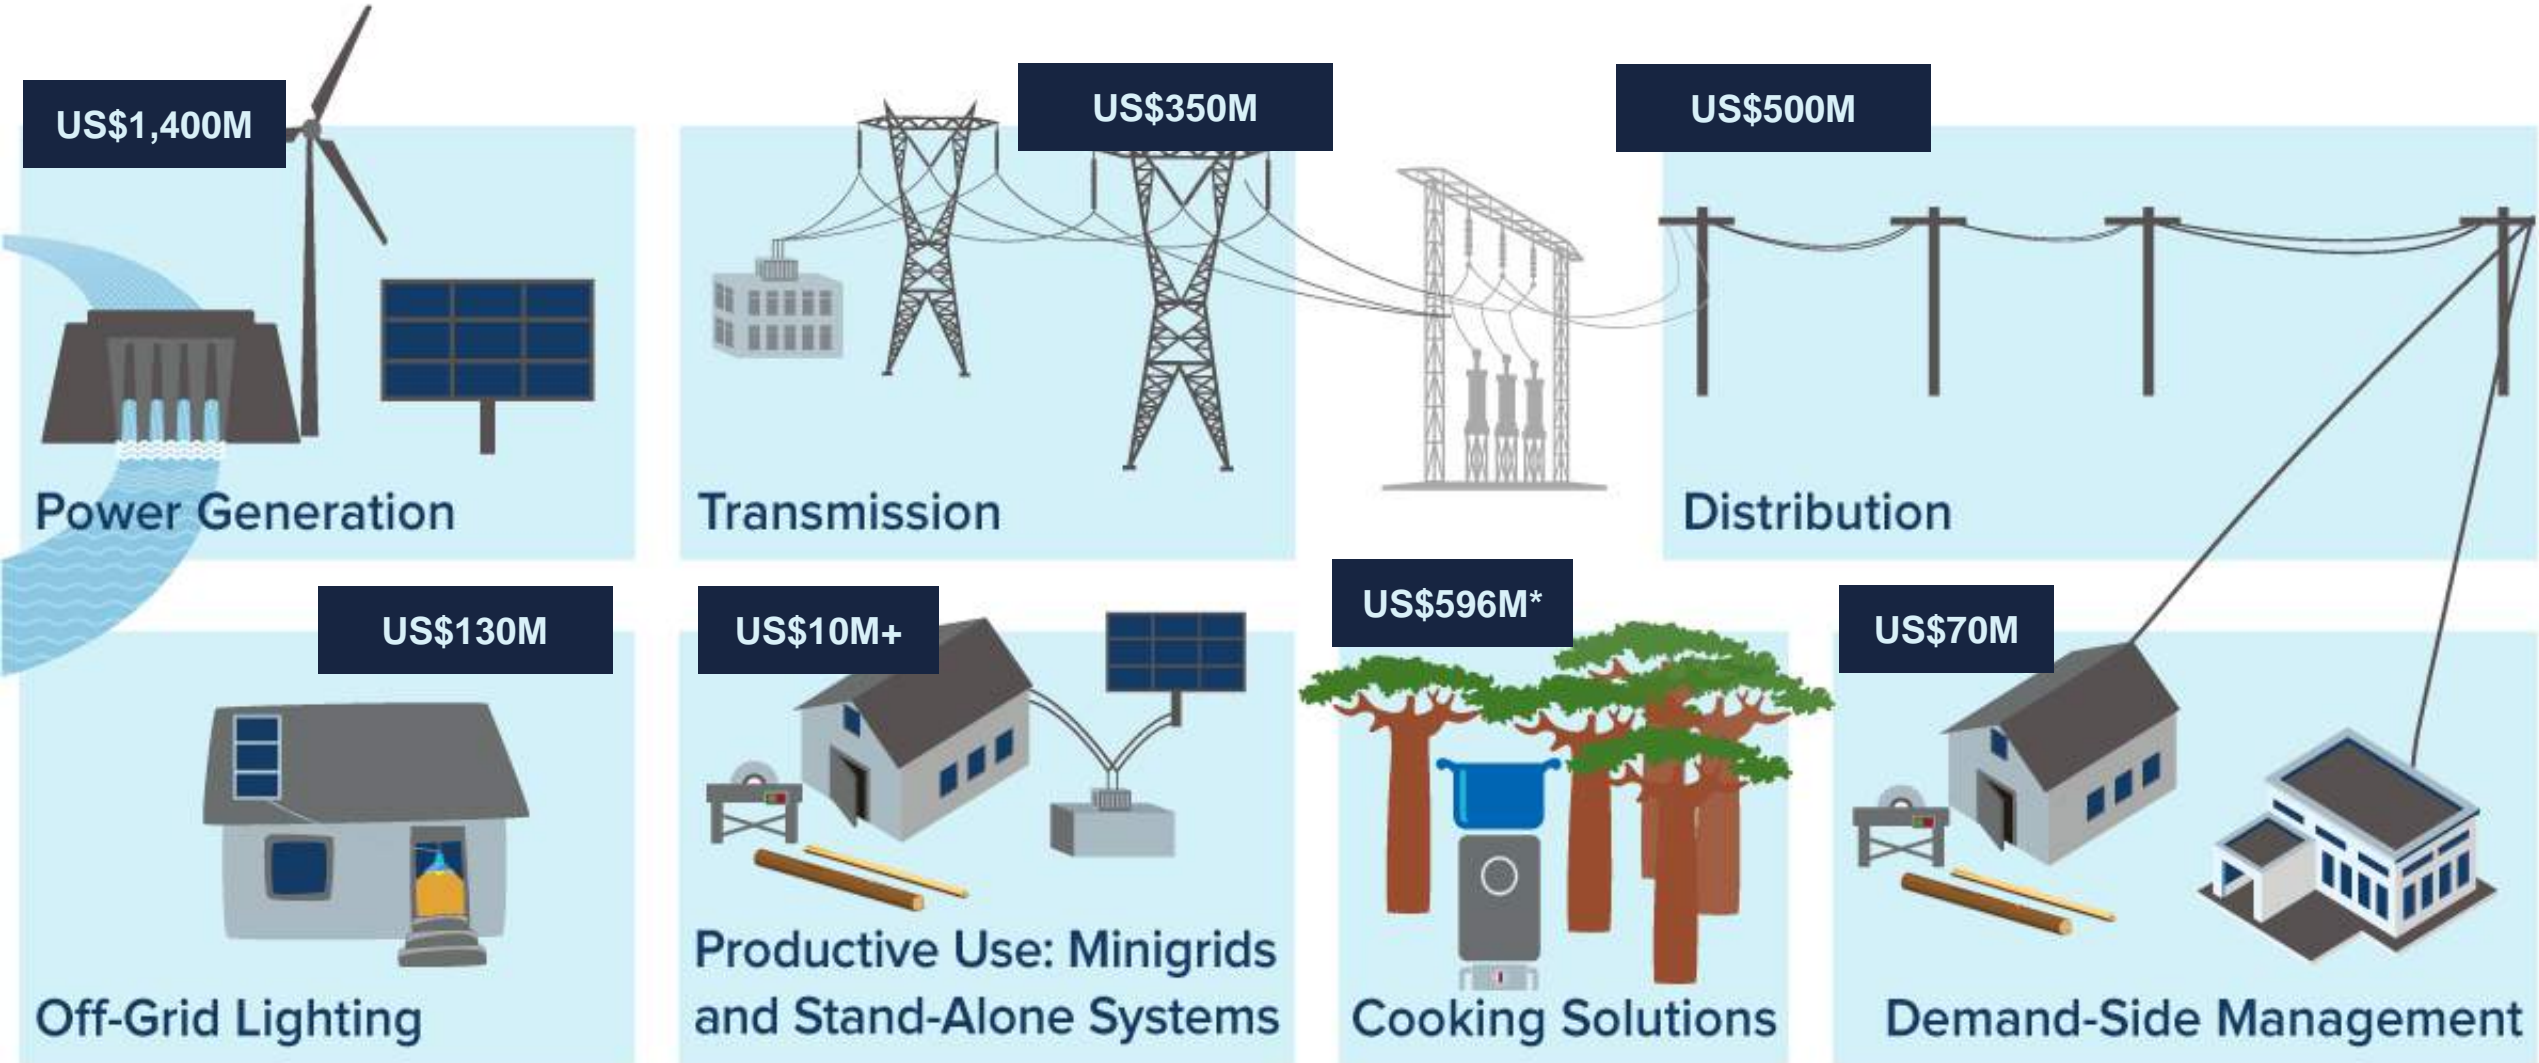 US$1,400M
US$350M
US$500M
Power Generation
Transmission
Distribution
US$130M
US$10M+
US$596M*
US$70M
Off-Grid Lighting
Productive Use: Minigrids
and Stand-Alone Systems
Cooking Solutions
Demand-Side Management